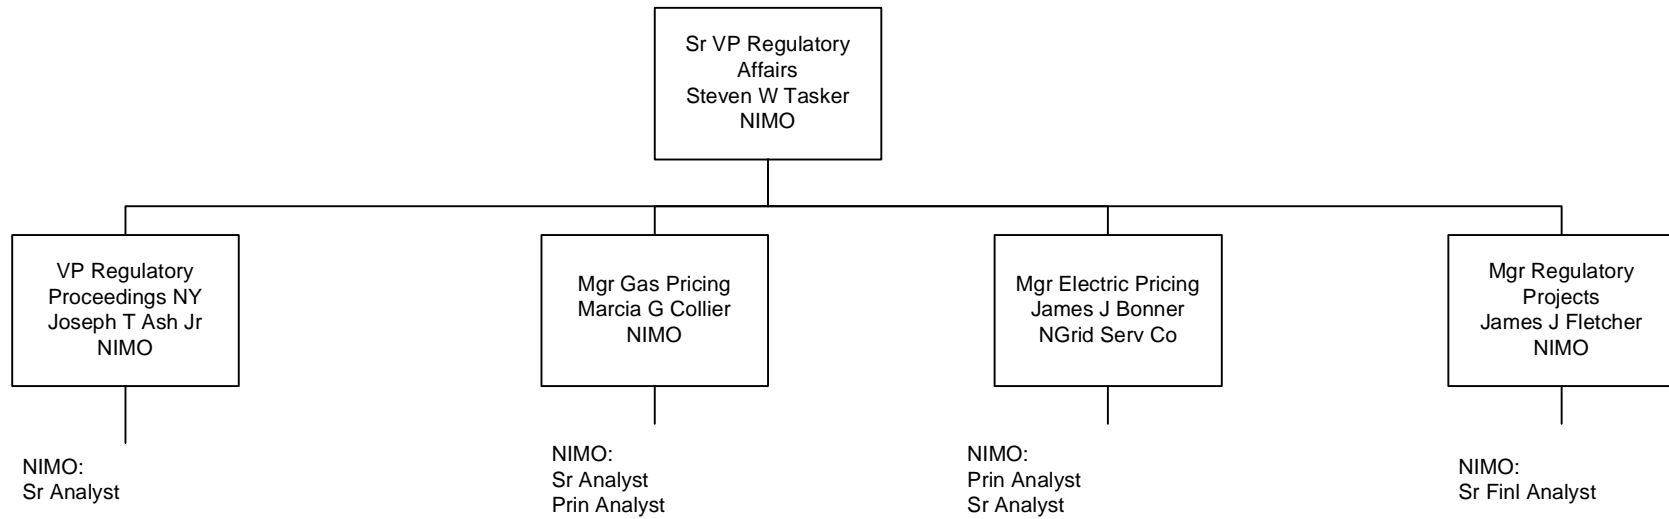 Sr VP Regulatory
Affairs
Steven W Tasker
NIMO
VP Regulatory
Proceedings NY
Joseph T Ash Jr
NIMO
Mgr Gas Pricing
Marcia G Collier
NIMO
Mgr Electric Pricing
James J Bonner
NGrid Serv Co
Mgr Regulatory
Projects
James J Fletcher
NIMO
NIMO:
Sr Analyst
NIMO:
Sr Analyst
Prin Analyst
NIMO:
Prin Analyst
Sr Analyst
NIMO:
Sr Finl Analyst